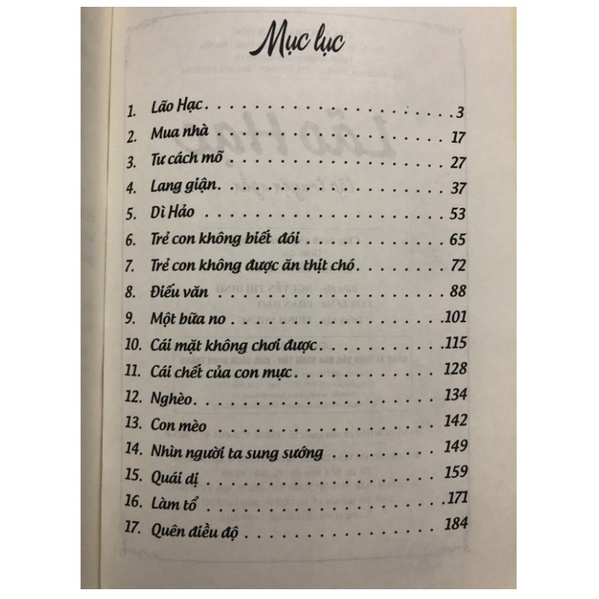 Mục lục
1. Lão Hạc . . . . . . . . . . . . . . . . . . . . 3
2. Mua nhà . . . . . . . . . . . . . . . . . . . . 17
3. Tư cách mõ . . . . . . . . . . . . . . . . . . . . 27
4. Lang giận . . . . . . . . . . . . . . . . . . . . 37
5. Dì Hảo . . . . . . . . . . . . . . . . . . . . 53
6. Trẻ con không biết đói . . . . . . . . . . . . . . 65
7. Trẻ con không được ăn thịt chó . . . . . . . . . . 72
8. Điếu văn . . . . . . . . . . . . . . . . . . . . 88
9. Một bữa no . . . . . . . . . . . . . . . . . . . . 101
10. Cái mặt không chơi được . . . . . . . . . . . . . 115
11. Cái chết của con mực . . . . . . . . . . . . . . 128
12. Nghèo . . . . . . . . . . . . . . . . . . . . 134
13. Con mèo . . . . . . . . . . . . . . . . . . . . 142
14. Nhìn người ta sung sướng . . . . . . . . . . . . 149
15. Quái dị . . . . . . . . . . . . . . . . . . . . 159
16. Làm tổ . . . . . . . . . . . . . . . . . . . . 171
17. Quên điều độ . . . . . . . . . . . . . . . . . . 184